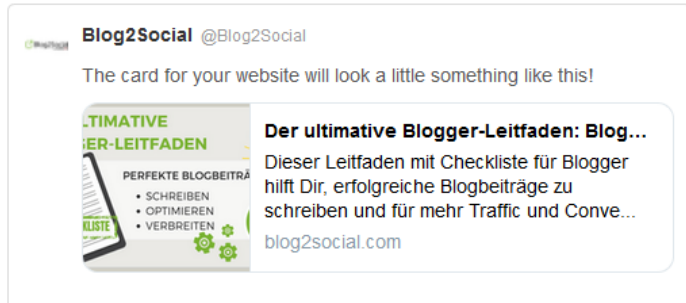 Blog2Social @Blog2Social
The card for your website will look a little something like this!
LTIMATIVE
ER-LEITFADEN
PERFEKTE BLOGBEITRÄ
• SCHREIBEN
• OPTIMIEREN
• VERBREITEN
KLISTE
Der ultimative Blogger-Leitfaden: Blog...
Dieser Leitfaden mit Checkliste für Blogger
hilft Dir, erfolgreiche Blogbeiträge zu
schreiben und für mehr Traffic und Conve...
blog2social.com